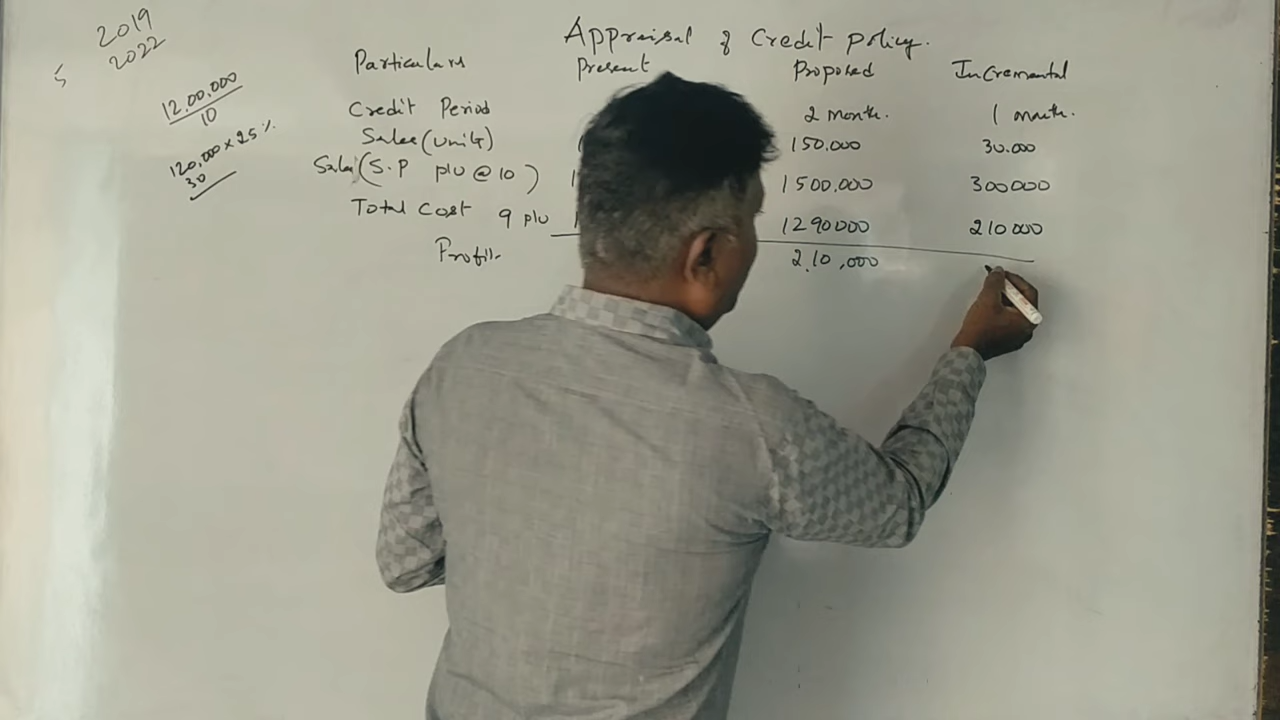 2019
2022
5
12,00,000
10
120,000 x 25%
30
Appraisal of Credit policy.
Particulars Present Proposed Incremental
Credit Period 2 month. 1 month.
Sales (units) 150.000 30.000
Sales (S.P p/u @ 10) 1 1500,000 300000
Total Cost 9 p/u 1290000 210000
Profit. 2,10,000